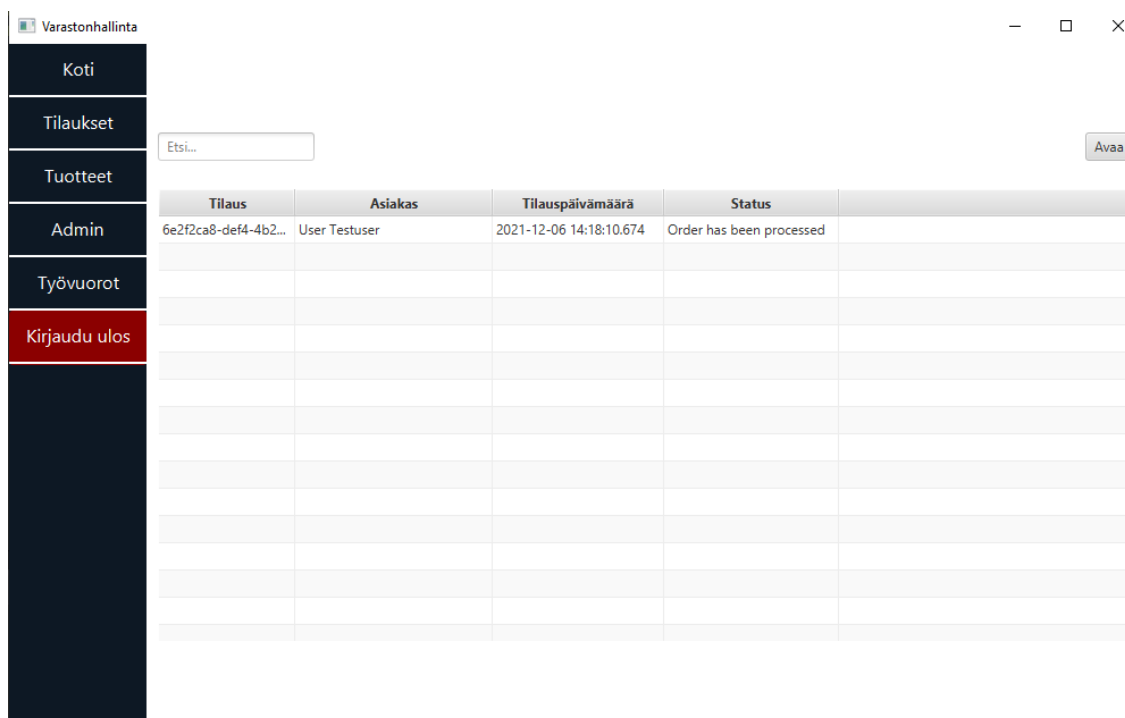 Varastonhallinta
Koti
Tilaukset
Tuotteet
Admin
Työvuorot
Kirjaudu ulos
Etsi...
Avaa
Tilaus Asiakas Tilauspäivämäärä Status
6e2f2ca8-def4-4b2... User Testuser 2021-12-06 14:18:10.674 Order has been processed